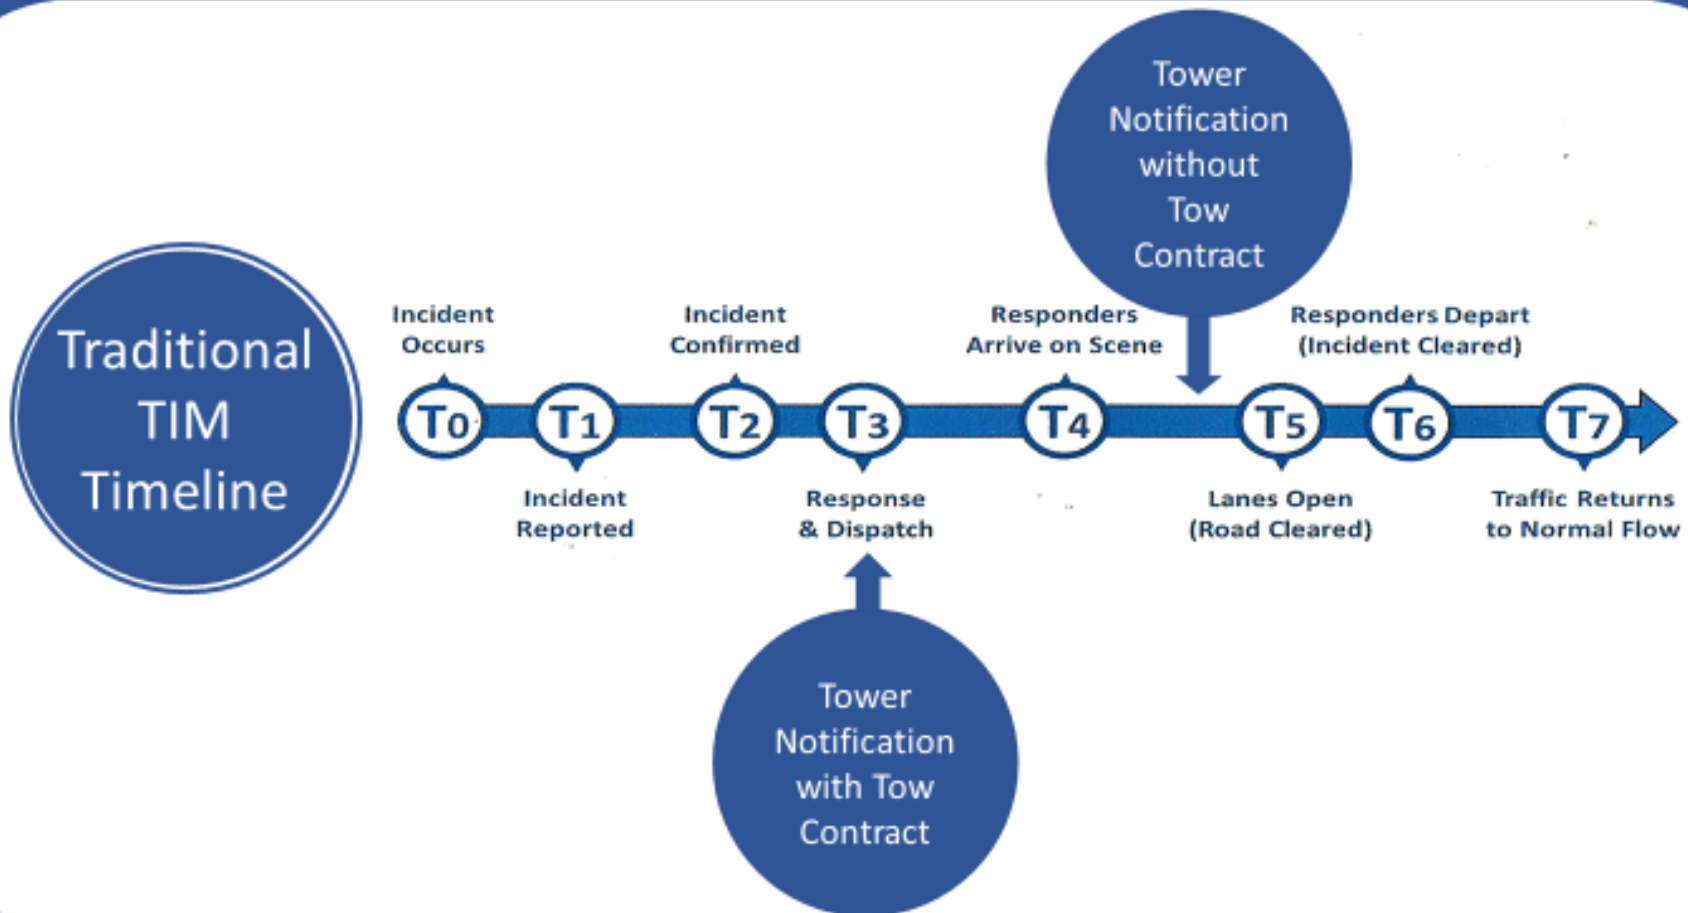 Traditional
TIM
Timeline
Tower
Notification
without
Tow
Contract
Incident
Occurs
Incident
Confirmed
Responders
Arrive on Scene
Responders Depart
(Incident Cleared)
T0
T1
T2
T3
T4
T5
T6
T7
Incident
Reported
Response
& Dispatch
Lanes Open
(Road Cleared)
Traffic Returns
to Normal Flow
Tower
Notification
with Tow
Contract